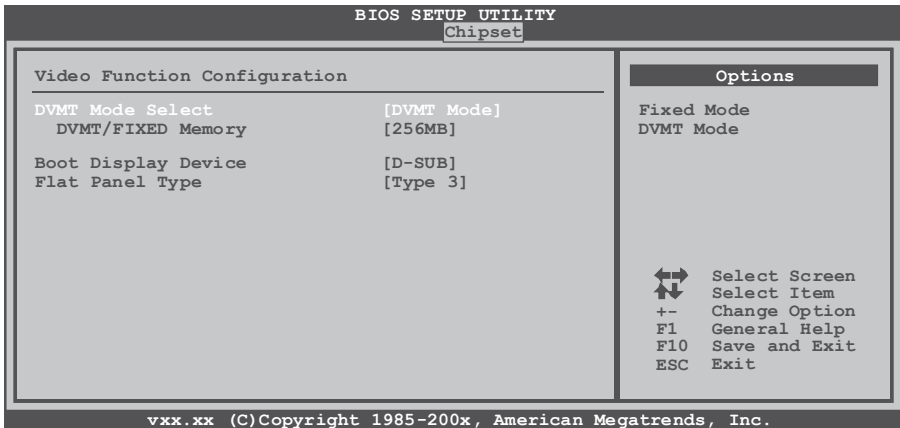 BIOS SETUP UTILITY
Chipset
Video Function Configuration
DVMT Mode Select [DVMT Mode]
DVMT/FIXED Memory [256MB]
Boot Display Device [D-SUB]
Flat Panel Type [Type 3]
Options
Fixed Mode
DVMT Mode
Select Screen
Select Item
+- Change Option
F1 General Help
F10 Save and Exit
ESC Exit
vxx.xx (C)Copyright 1985-200x, American Megatrends, Inc.